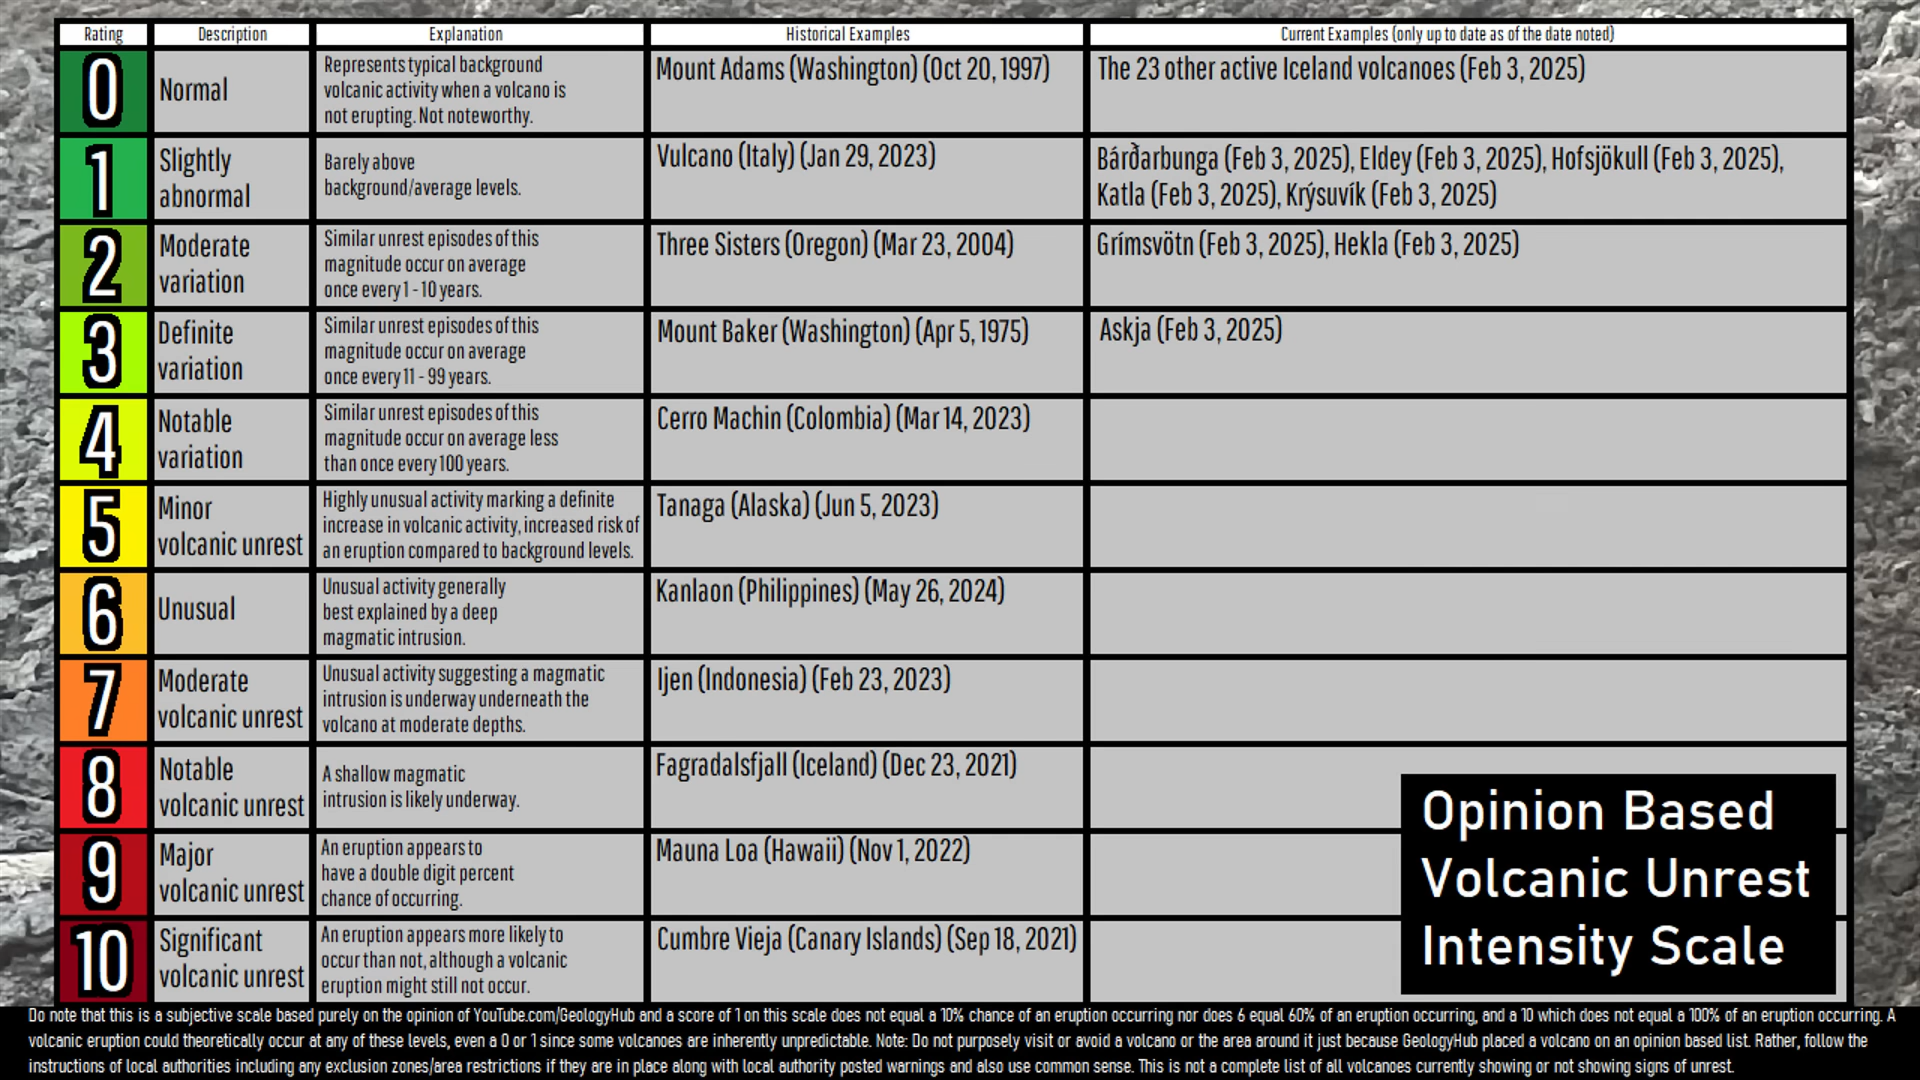 Rating Description Explanation Historical Examples Current Examples (only up to date as of the date noted)
0
Normal
Represents typical background
volcanic activity when a volcano is
not erupting. Not noteworthy.
Mount Adams (Washington) (Oct 20, 1997)
The 23 other active Iceland volcanoes (Feb 3, 2025)
1
Slightly
abnormal
Barely above
background/average levels.
Vulcano (Italy) (Jan 29, 2023)
Bárðarbunga (Feb 3, 2025), Eldey (Feb 3, 2025), Hofsjökull (Feb 3, 2025),
Katla (Feb 3, 2025), Krýsuvík (Feb 3, 2025)
2
Moderate
variation
Similar unrest episodes of this
magnitude occur on average
once every 1 - 10 years.
Three Sisters (Oregon) (Mar 23, 2004)
Grímsvötn (Feb 3, 2025), Hekla (Feb 3, 2025)
3
Definite
variation
Similar unrest episodes of this
magnitude occur on average
once every 11 - 99 years.
Mount Baker (Washington) (Apr 5, 1975)
Askja (Feb 3, 2025)
4
Notable
variation
Similar unrest episodes of this
magnitude occur on average less
than once every 100 years.
Cerro Machin (Colombia) (Mar 14, 2023)
5
Minor
volcanic unrest
Highly unusual activity marking a definite
increase in volcanic activity, increased risk of
an eruption compared to background levels.
Tanaga (Alaska) (Jun 5, 2023)
6
Unusual
Unusual activity generally
best explained by a deep
magmatic intrusion.
Kanlaon (Philippines) (May 26, 2024)
7
Moderate
volcanic unrest
Unusual activity suggesting a magmatic
intrusion is underway underneath the
volcano at moderate depths.
Ijen (Indonesia) (Feb 23, 2023)
8
Notable
volcanic unrest
A shallow magmatic
intrusion is likely underway.
Fagradalsfjall (Iceland) (Dec 23, 2021)
9
Major
volcanic unrest
An eruption appears to
have a double digit percent
chance of occurring.
Mauna Loa (Hawaii) (Nov 1, 2022)
10
Significant
volcanic unrest
An eruption appears more likely to
occur than not, although a volcanic
eruption might still not occur.
Cumbre Vieja (Canary Islands) (Sep 18, 2021)
Opinion Based
Volcanic Unrest
Intensity Scale
Do note that this is a subjective scale based purely on the opinion of YouTube.com/GeologyHub and a score of 1 on this scale does not equal a 10% chance of an eruption occurring nor does 6 equal 60% of an eruption occurring, and a 10 which does not equal a 100% of an eruption occurring. A
volcanic eruption could theoretically occur at any of these levels, even a 0 or 1 since some volcanoes are inherently unpredictable. Note: Do not purposely visit or avoid a volcano or the area around it just because GeologyHub placed a volcano on an opinion based list. Rather, follow the
instructions of local authorities including any exclusion zones/area restrictions if they are in place along with local authority posted warnings and also use common sense. This is not a complete list of all volcanoes currently showing or not showing signs of unrest.